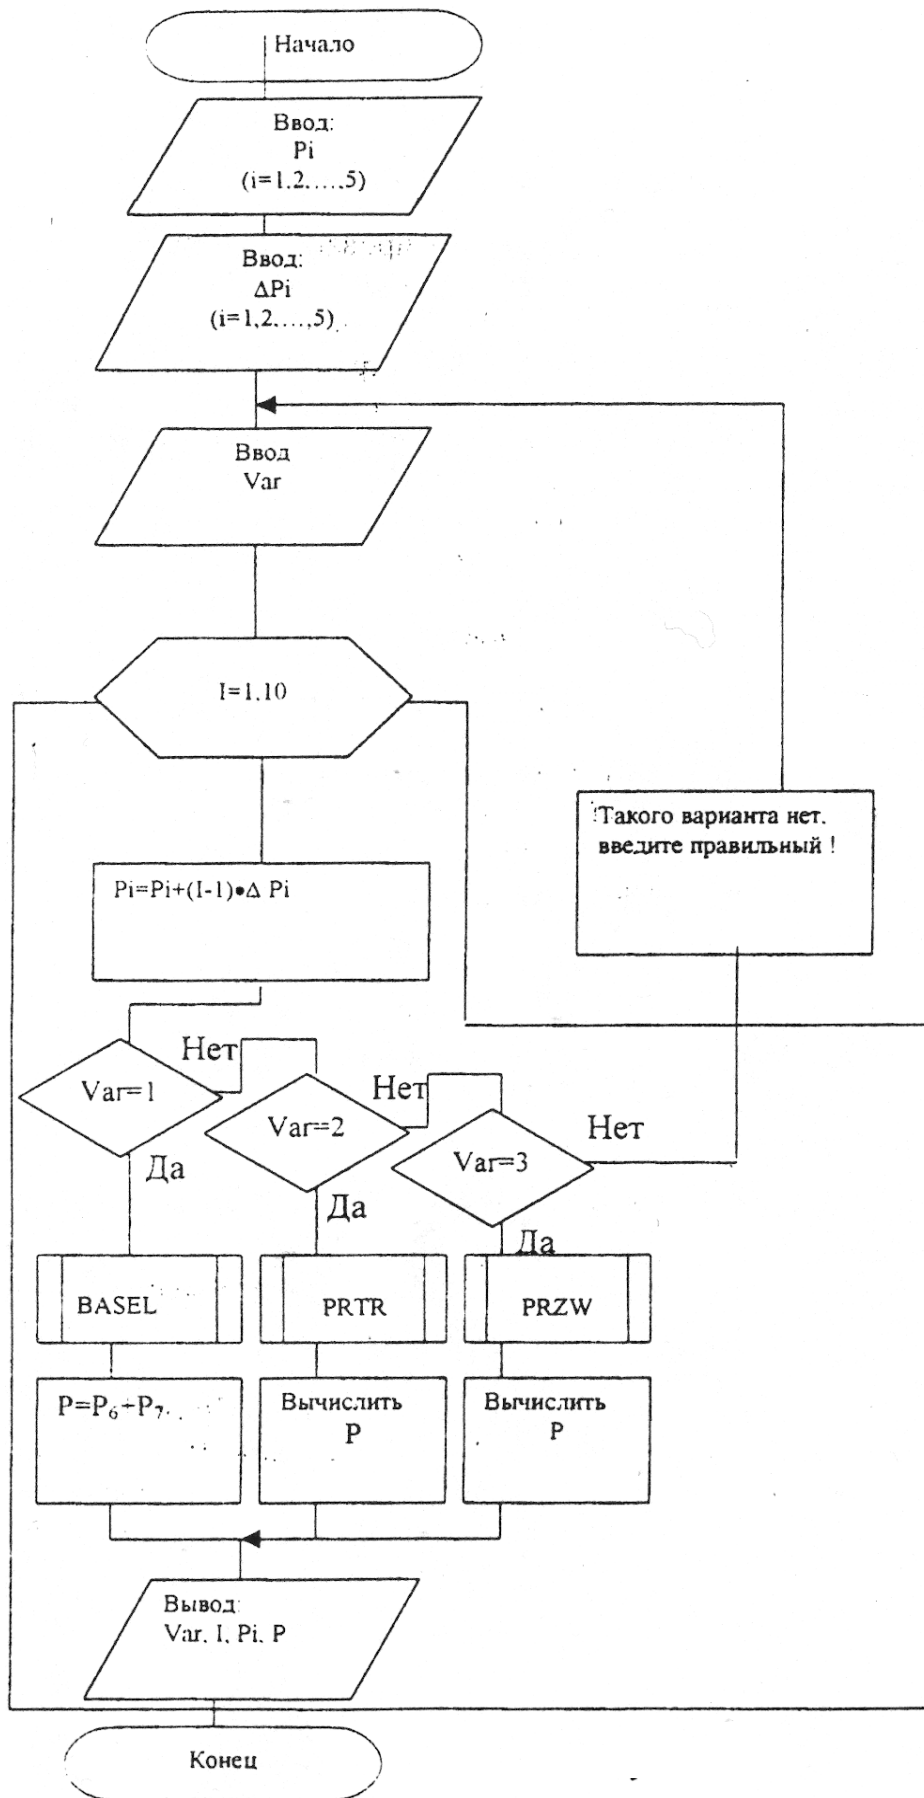 Начало
Ввод:
Pi
(i=1,2,...,5)
Ввод:
ΔPi
(i=1,2,...,5)
Ввод
Var
I=1,10
Такого варианта нет,
введите правильный !
Pi=Pi+(I-1)•Δ Pi
Var=1
Нет
Да
Var=2
Нет
Да
Var=3
Нет
Да
BASEL
PRTR
PRZW
P=P₆+P₇
Вычислить
P
Вычислить
P
Вывод:
Var, I, Pi, P
Конец